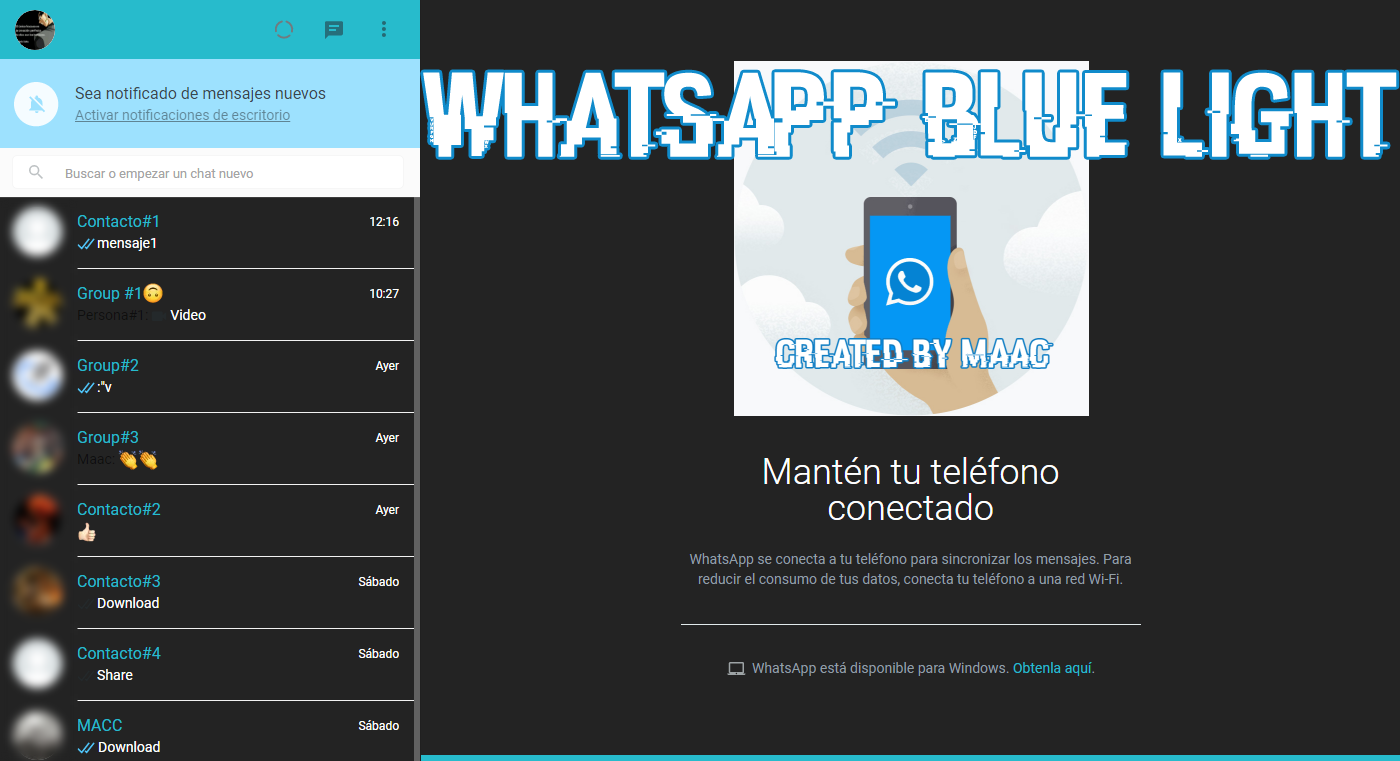 Sea notificado de mensajes nuevos
Activar notificaciones de escritorio
Buscar o empezar un chat nuevo
Contacto#1 12:16
mensaje1
Group #1🙃 10:27
Persona#1: Video
Group#2 Ayer
:'v
Group#3 Ayer
Maac: 👏👏
Contacto#2 Ayer
👍🏻
Contacto#3 Sábado
Download
Contacto#4 Sábado
Share
MACC Sábado
Download
WHATSAPP BLUE LIGHT
CREATED BY MAAC
Mantén tu teléfono
conectado
WhatsApp se conecta a tu teléfono para sincronizar los mensajes. Para
reducir el consumo de tus datos, conecta tu teléfono a una red Wi-Fi.
WhatsApp está disponible para Windows. Obtenla aquí.